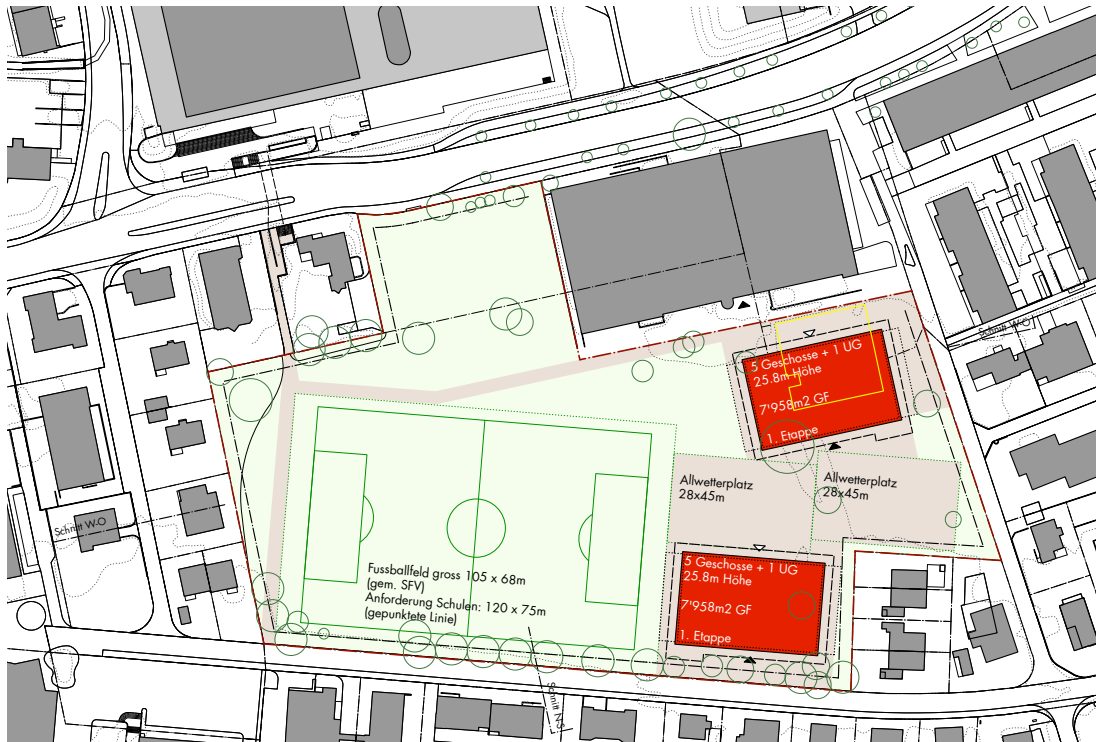 Schnitt W-O
5 Geschosse + 1 UG
25.8m Höhe
7'958m2 GF
1. Etappe
Allwetterplatz
28x45m
Allwetterplatz
28x45m
Schnitt W-O
5 Geschosse + 1 UG
25.8m Höhe
7'958m2 GF
1. Etappe
Fussballfeld gross 105 x 68m
(gem. SFV)
Anforderung Schulen: 120 x 75m
(gepunktete Linie)
Schnitt N-S